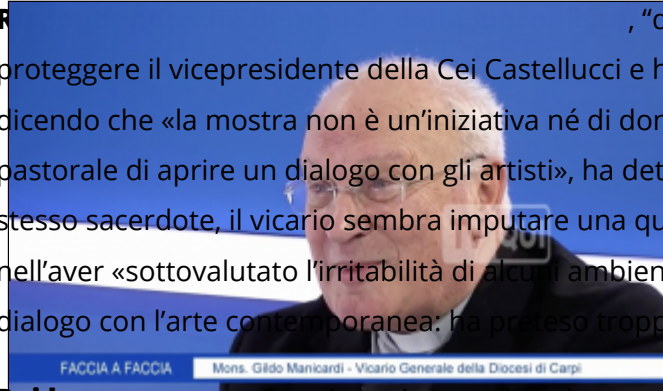 R , “d
proteggere il vicepresidente della Cei Castellucci e h
dicendo che «la mostra non è un’iniziativa né di dor
pastorale di aprire un dialogo con gli artisti», ha det
stesso sacerdote, il vicario sembra imputare una qu
QUI
nell’aver «sottovalutato l’irritabilità di alcuni ambien
dialogo con l’arte contemporanea: ha preteso tropp
FACCIA A FACCIA Mons. Gildo Manicardi - Vicario Generale della Diocesi di Carpi